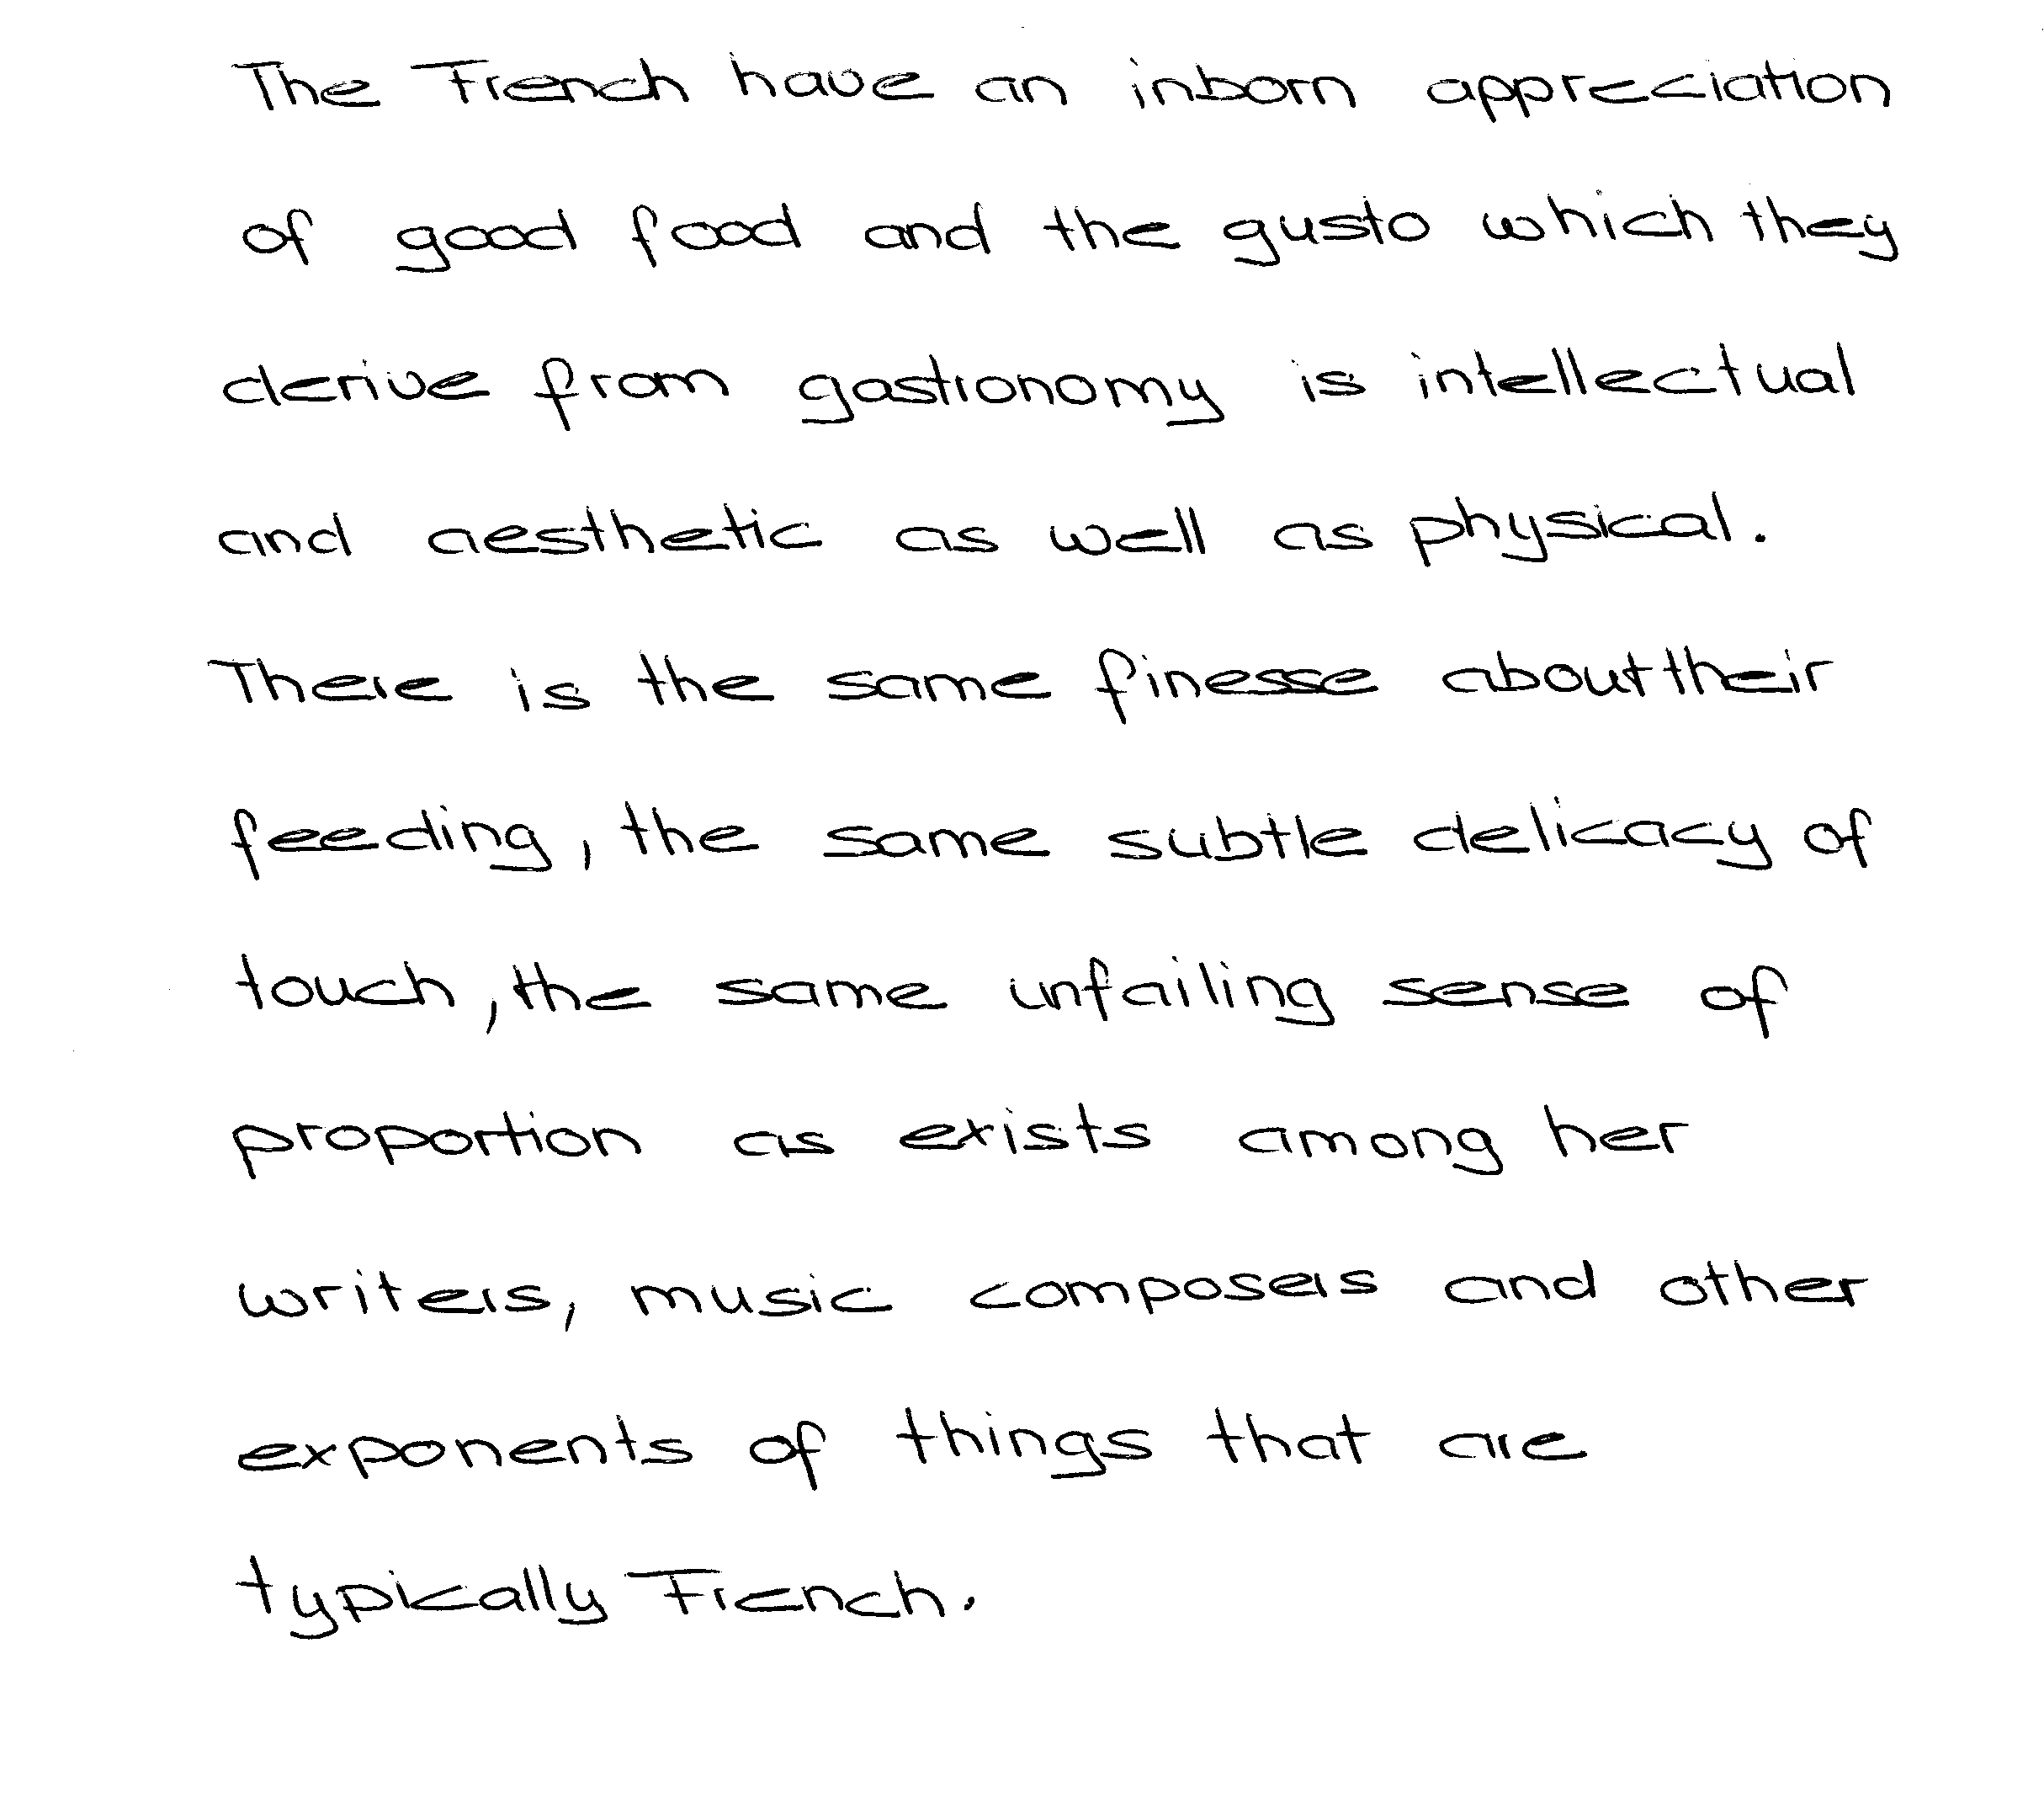 The French have an inborn appreciation
of good food and the gusto which they
derive from gastronomy is intellectual
and aesthetic as well as physical.
There is the same finesse about their
feeding, the same subtle delicacy of
touch, the same unfailing sense of
proportion as exists among her
writers, music composers and other
exponents of things that are
typically French.